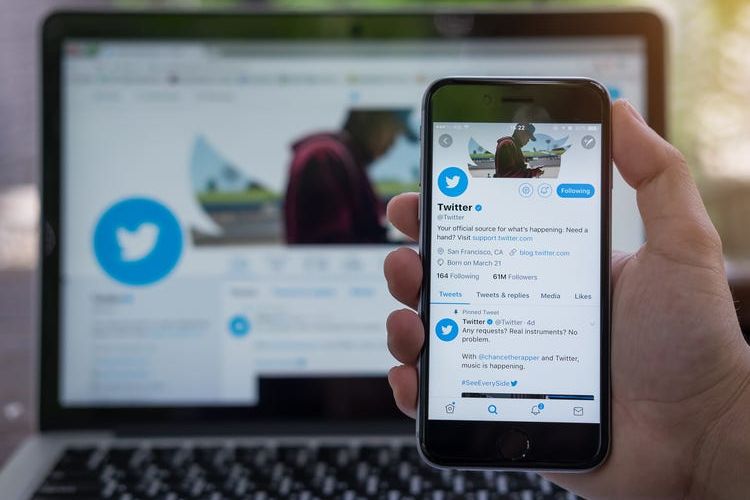 Following
Twitter
@Twitter
Your official source for what's happening. Need a
hand? Visit support.twitter.com
San Francisco, CA blog.twitter.com
Born on March 21
164 Following 61M Followers
Tweets Tweets & replies Media Likes
Pinned Tweet
Twitter @Twitter · 4d
Any requests? Real instruments? No
problem.
With @chancetherapper and Twitter,
music is happening.
#SeeEverySide